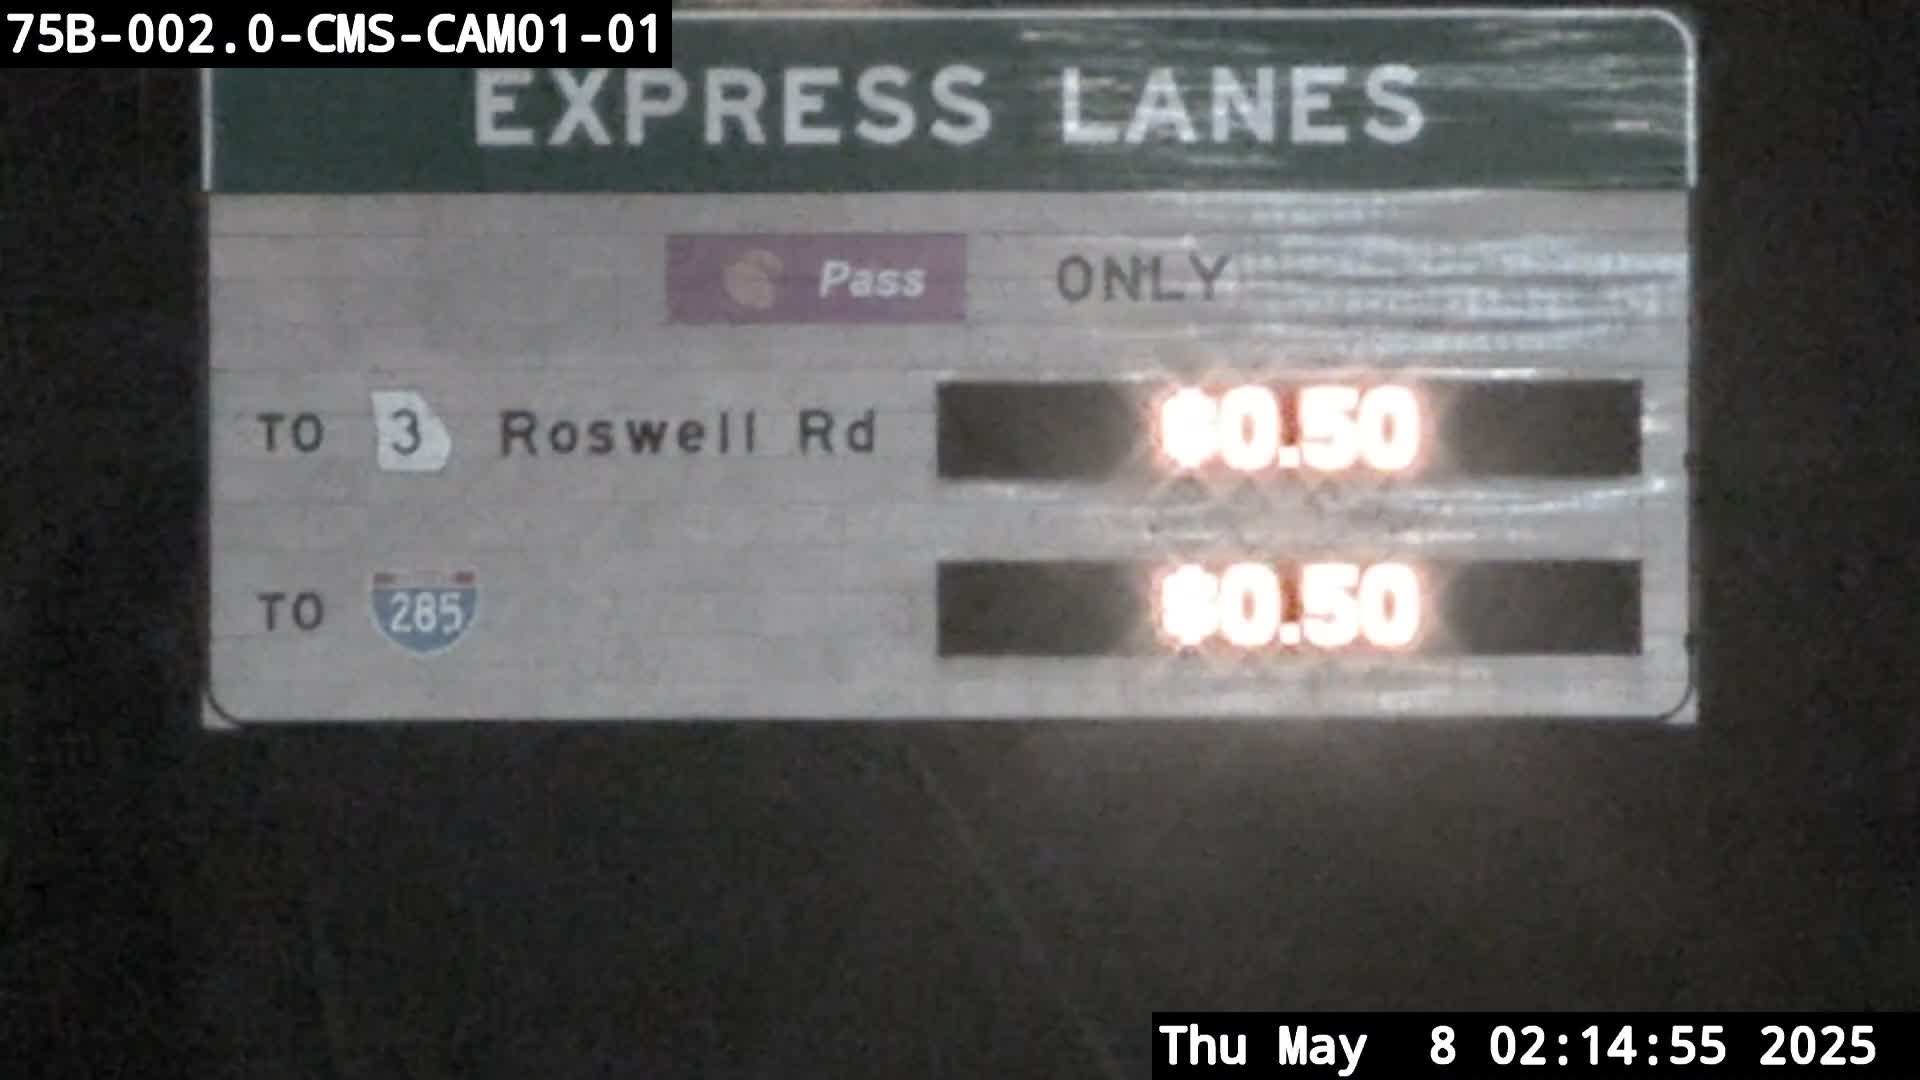 75B-002.0-CMS-CAM01-01
EXPRESS LANES
Pass ONLY
TO 3 Roswell Rd $0.50
TO 285 $0.50
Thu May 8 02:14:55 2025